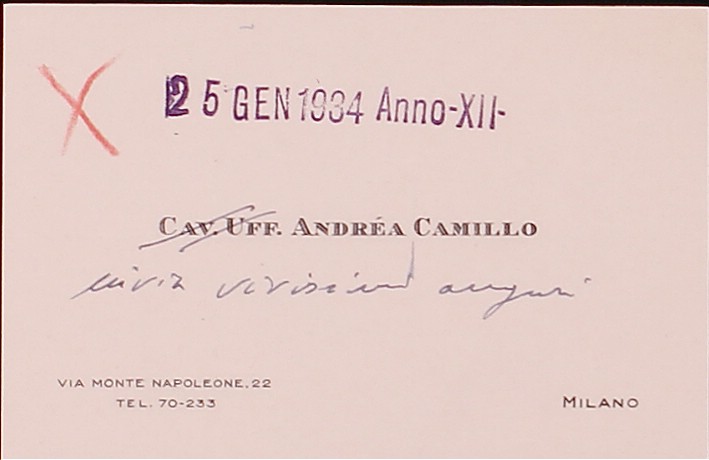 25 GEN 1934 Anno-XII-
CAV. UFF. ANDRÉA CAMILLO
invia vivissimi auguri
VIA MONTE NAPOLEONE, 22
TEL. 70-233
MILANO